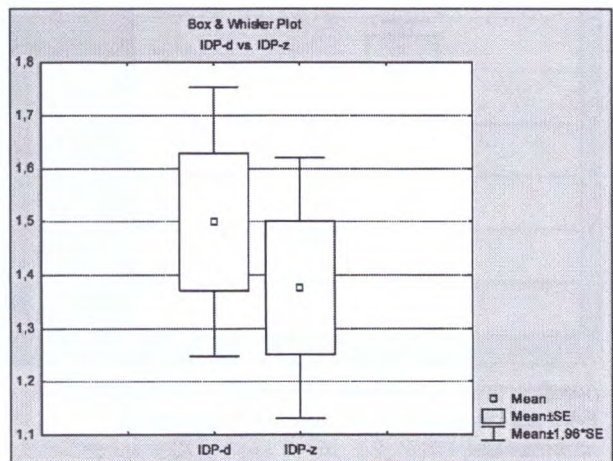 Box & Whisker Plot
IDP-d vs. IDP-z
1,8
1,7
1,6
1,5
1,4
1,3
1,2
1,1
IDP-d IDP-z
Mean
Mean±SE
Mean±1,96*SE